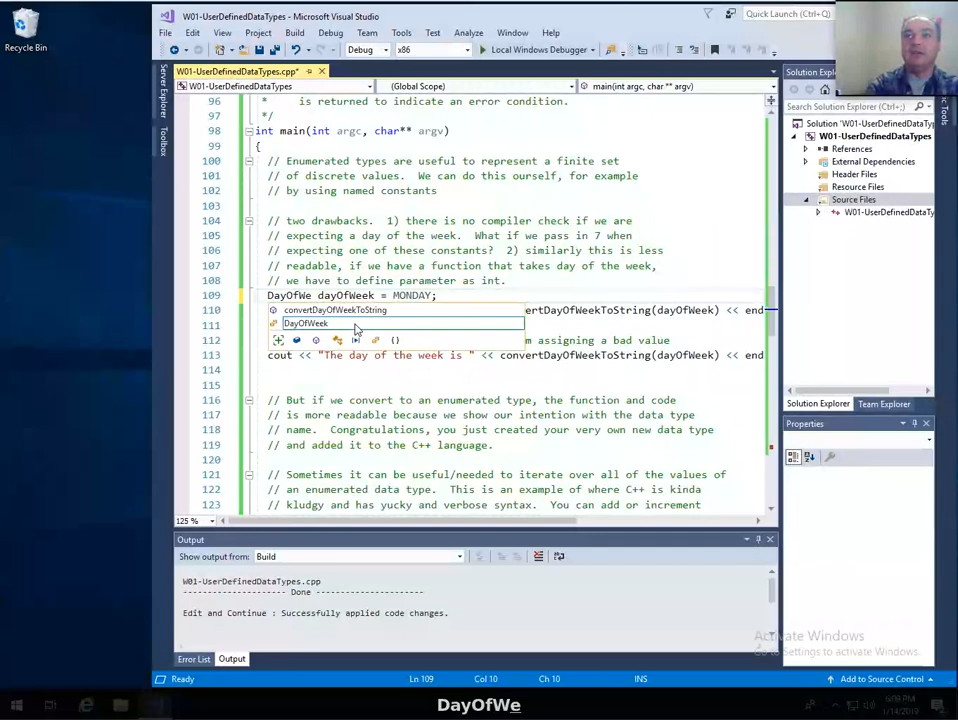 Recycle Bin
W01-UserDefinedDataTypes - Microsoft Visual Studio
Quick Launch (Ctrl+Q)
File Edit View Project Build Debug Team Tools Test Analyze Window Help
Debug x86 Local Windows Debugger
Server Explorer
Toolbox
W01-UserDefinedDataTypes.cpp*
W01-UserDefinedDataTypes (Global Scope) main(int argc, char ** argv)
96 * is returned to indicate an error condition.
97 */
98 int main(int argc, char** argv)
99 {
100 // Enumerated types are useful to represent a finite set
101 // of discrete values. We can do this ourself, for example
102 // by using named constants
103
104 // two drawbacks. 1) there is no compiler check if we are
105 // expecting a day of the week. What if we pass in 7 when
106 // expecting one of these constants? 2) similarly this is less
107 // readable, if we have a function that takes day of the week,
108 // we have to define parameter as int.
109 DayOfWe dayOfWeek = MONDAY;
convertDayOfWeekToString
110 ertDayOfWeekToString(dayOfWeek) << end
DayOfWeek
111
112 m assigning a bad value
113 cout << "The day of the week is " << convertDayOfWeekToString(dayOfWeek) << end
114
115
116 // But if we convert to an enumerated type, the function and code
117 // is more readable because we show our intention with the data type
118 // name. Congratulations, you just created your very own new data type
119 // and added it to the C++ language.
120
121 // Sometimes it can be useful/needed to iterate over all of the values of
122 // an enumerated data type. This is an example of where C++ is kinda
123 // kludgy and has yucky and verbose syntax. You can add or increment
125 %
Solution Explorer
Search Solution Explorer (Ctrl+;)
Solution 'W01-UserDefinedDataTypes'
W01-UserDefinedDataTypes
References
External Dependencies
Header Files
Resource Files
Source Files
W01-UserDefinedDataTy
Solution Explorer Team Explorer
Properties
Output
Show output from: Build
W01-UserDefinedDataTypes.cpp
--------------------- Done ----------------------
Edit and Continue : Successfully applied code changes.
Error List Output
Activate Windows
Go to Settings to activate Windows.
Ready Ln 109 Col 10 Ch 10 INS Add to Source Control
DayOfWe